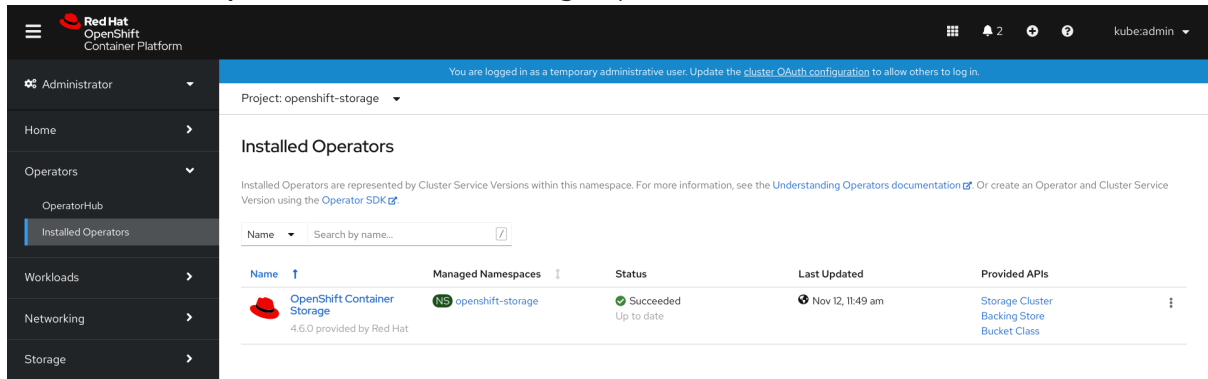 Red Hat
OpenShift
Container Platform
2
kube:admin
You are logged in as a temporary administrative user. Update the cluster OAuth configuration to allow others to log in.
Administrator
Project: openshift-storage
Home
Installed Operators
Operators
Installed Operators are represented by Cluster Service Versions within this namespace. For more information, see the Understanding Operators documentation. Or create an Operator and Cluster Service
Version using the Operator SDK.
OperatorHub
Installed Operators
Name Search by name... /
Workloads
Name Managed Namespaces Status Last Updated Provided APIs
OpenShift Container
Storage
4.6.0 provided by Red Hat
NS openshift-storage
Succeeded
Up to date
Nov 12, 11:49 am
Storage Cluster
Backing Store
Bucket Class
Networking
Storage